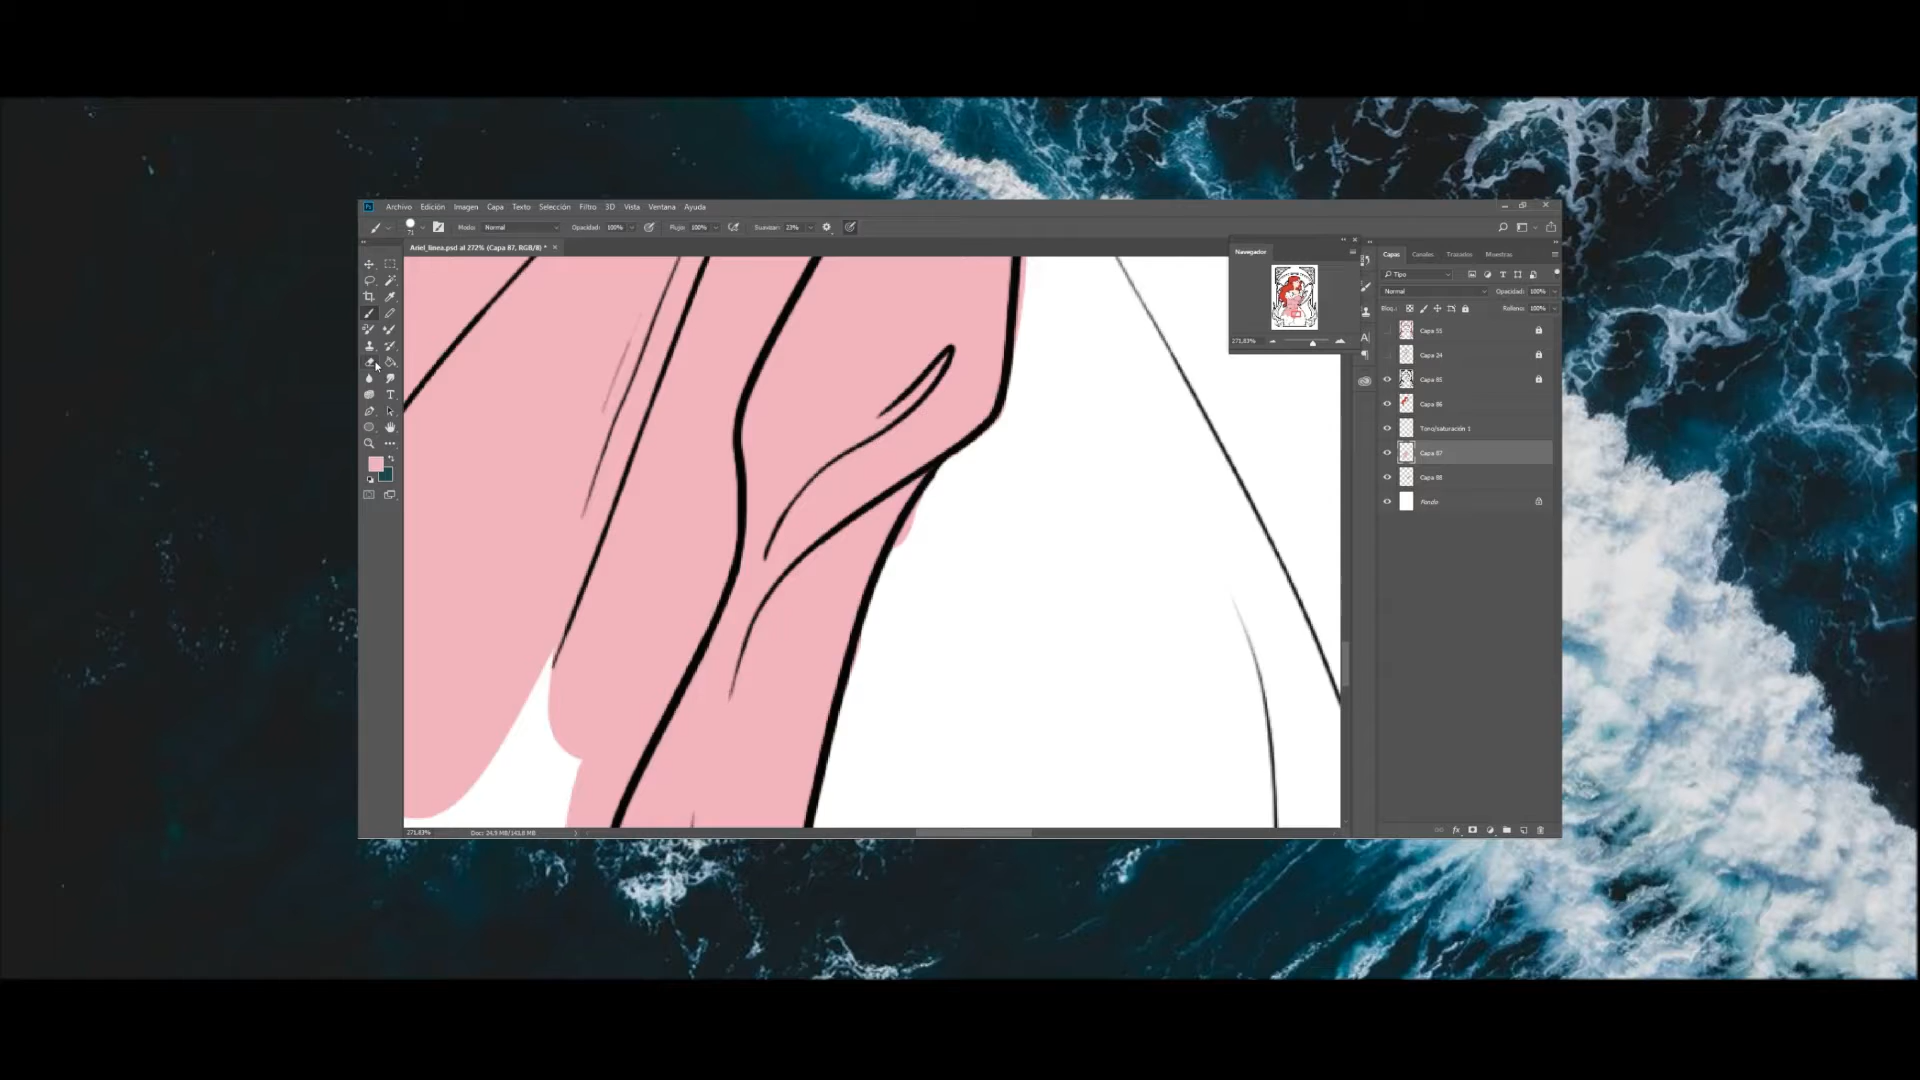 Ps Archivo Edición Imagen Capa Texto Selección Filtro 3D Vista Ventana Ayuda
71 Modo: Normal Opacidad: 100% Flujo: 100% Suavizar: 23%
Ariel_linea.psd al 272% (Capa 87, RGB/8) *
Navegador
271,83%
Capas Canales Trazados Muestras
Tipo
Normal Opacidad: 100%
Bloq.: Relleno: 100%
Capa 55
Capa 24
Capa 85
Capa 86
Tono/saturación 1
Capa 87
Capa 88
Fondo
271,83% Doc: 24,9 MB/143,8 MB